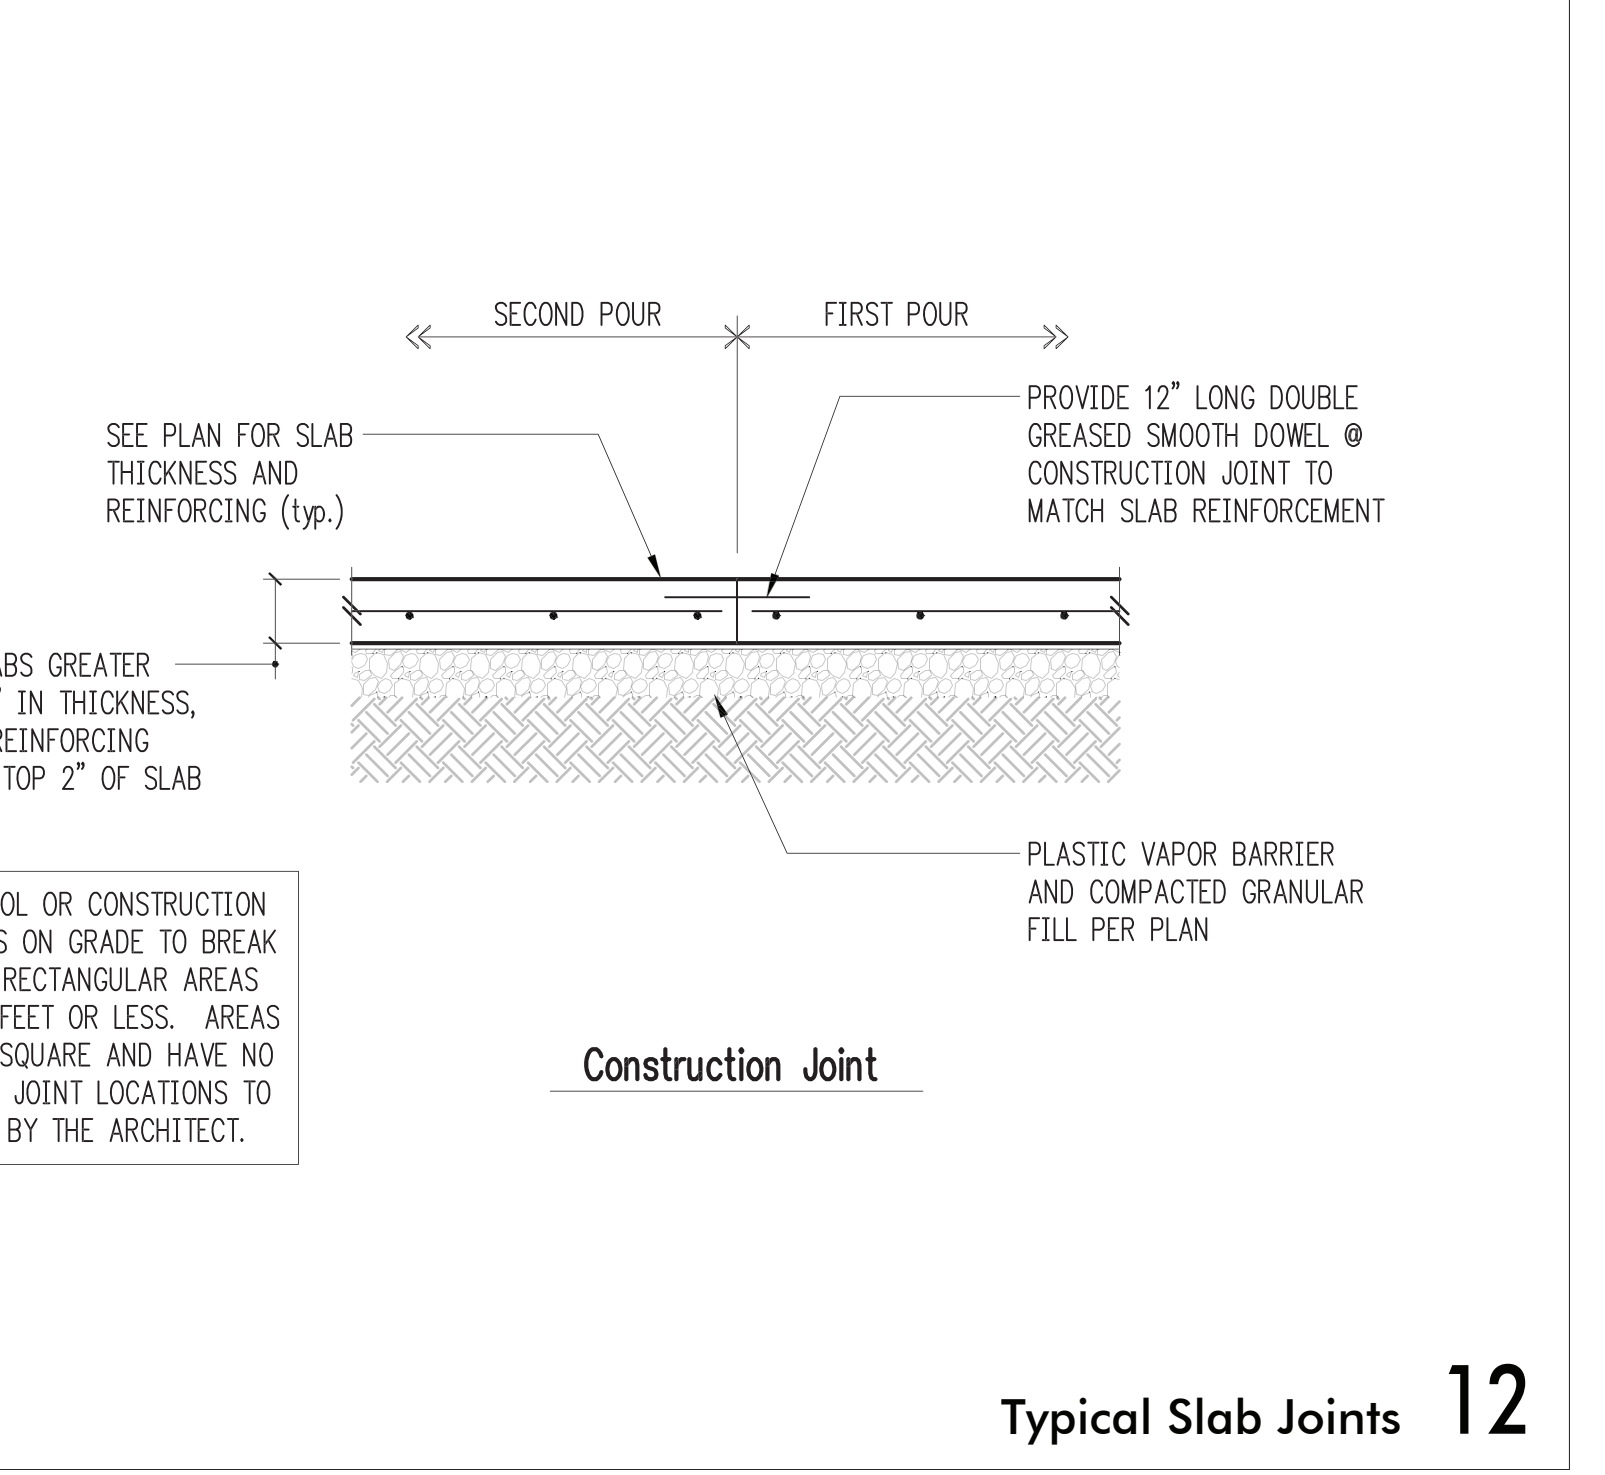 SECOND POUR
FIRST POUR
PROVIDE 12" LONG DOUBLE
GREASED SMOOTH DOWEL @
CONSTRUCTION JOINT TO
MATCH SLAB REINFORCEMENT
SEE PLAN FOR SLAB
THICKNESS AND
REINFORCING (typ.)
GREATER
" IN THICKNESS,
TOP 2" OF SLAB
PLASTIC VAPOR BARRIER
AND COMPACTED GRANULAR
FILL PER PLAN
OR CONSTRUCTION
ON GRADE TO BREAK
RECTANGULAR AREAS
FEET OR LESS. AREAS
SQUARE AND HAVE NO
JOINT LOCATIONS TO
BY THE ARCHITECT.
Construction Joint
Typical Slab Joints 12